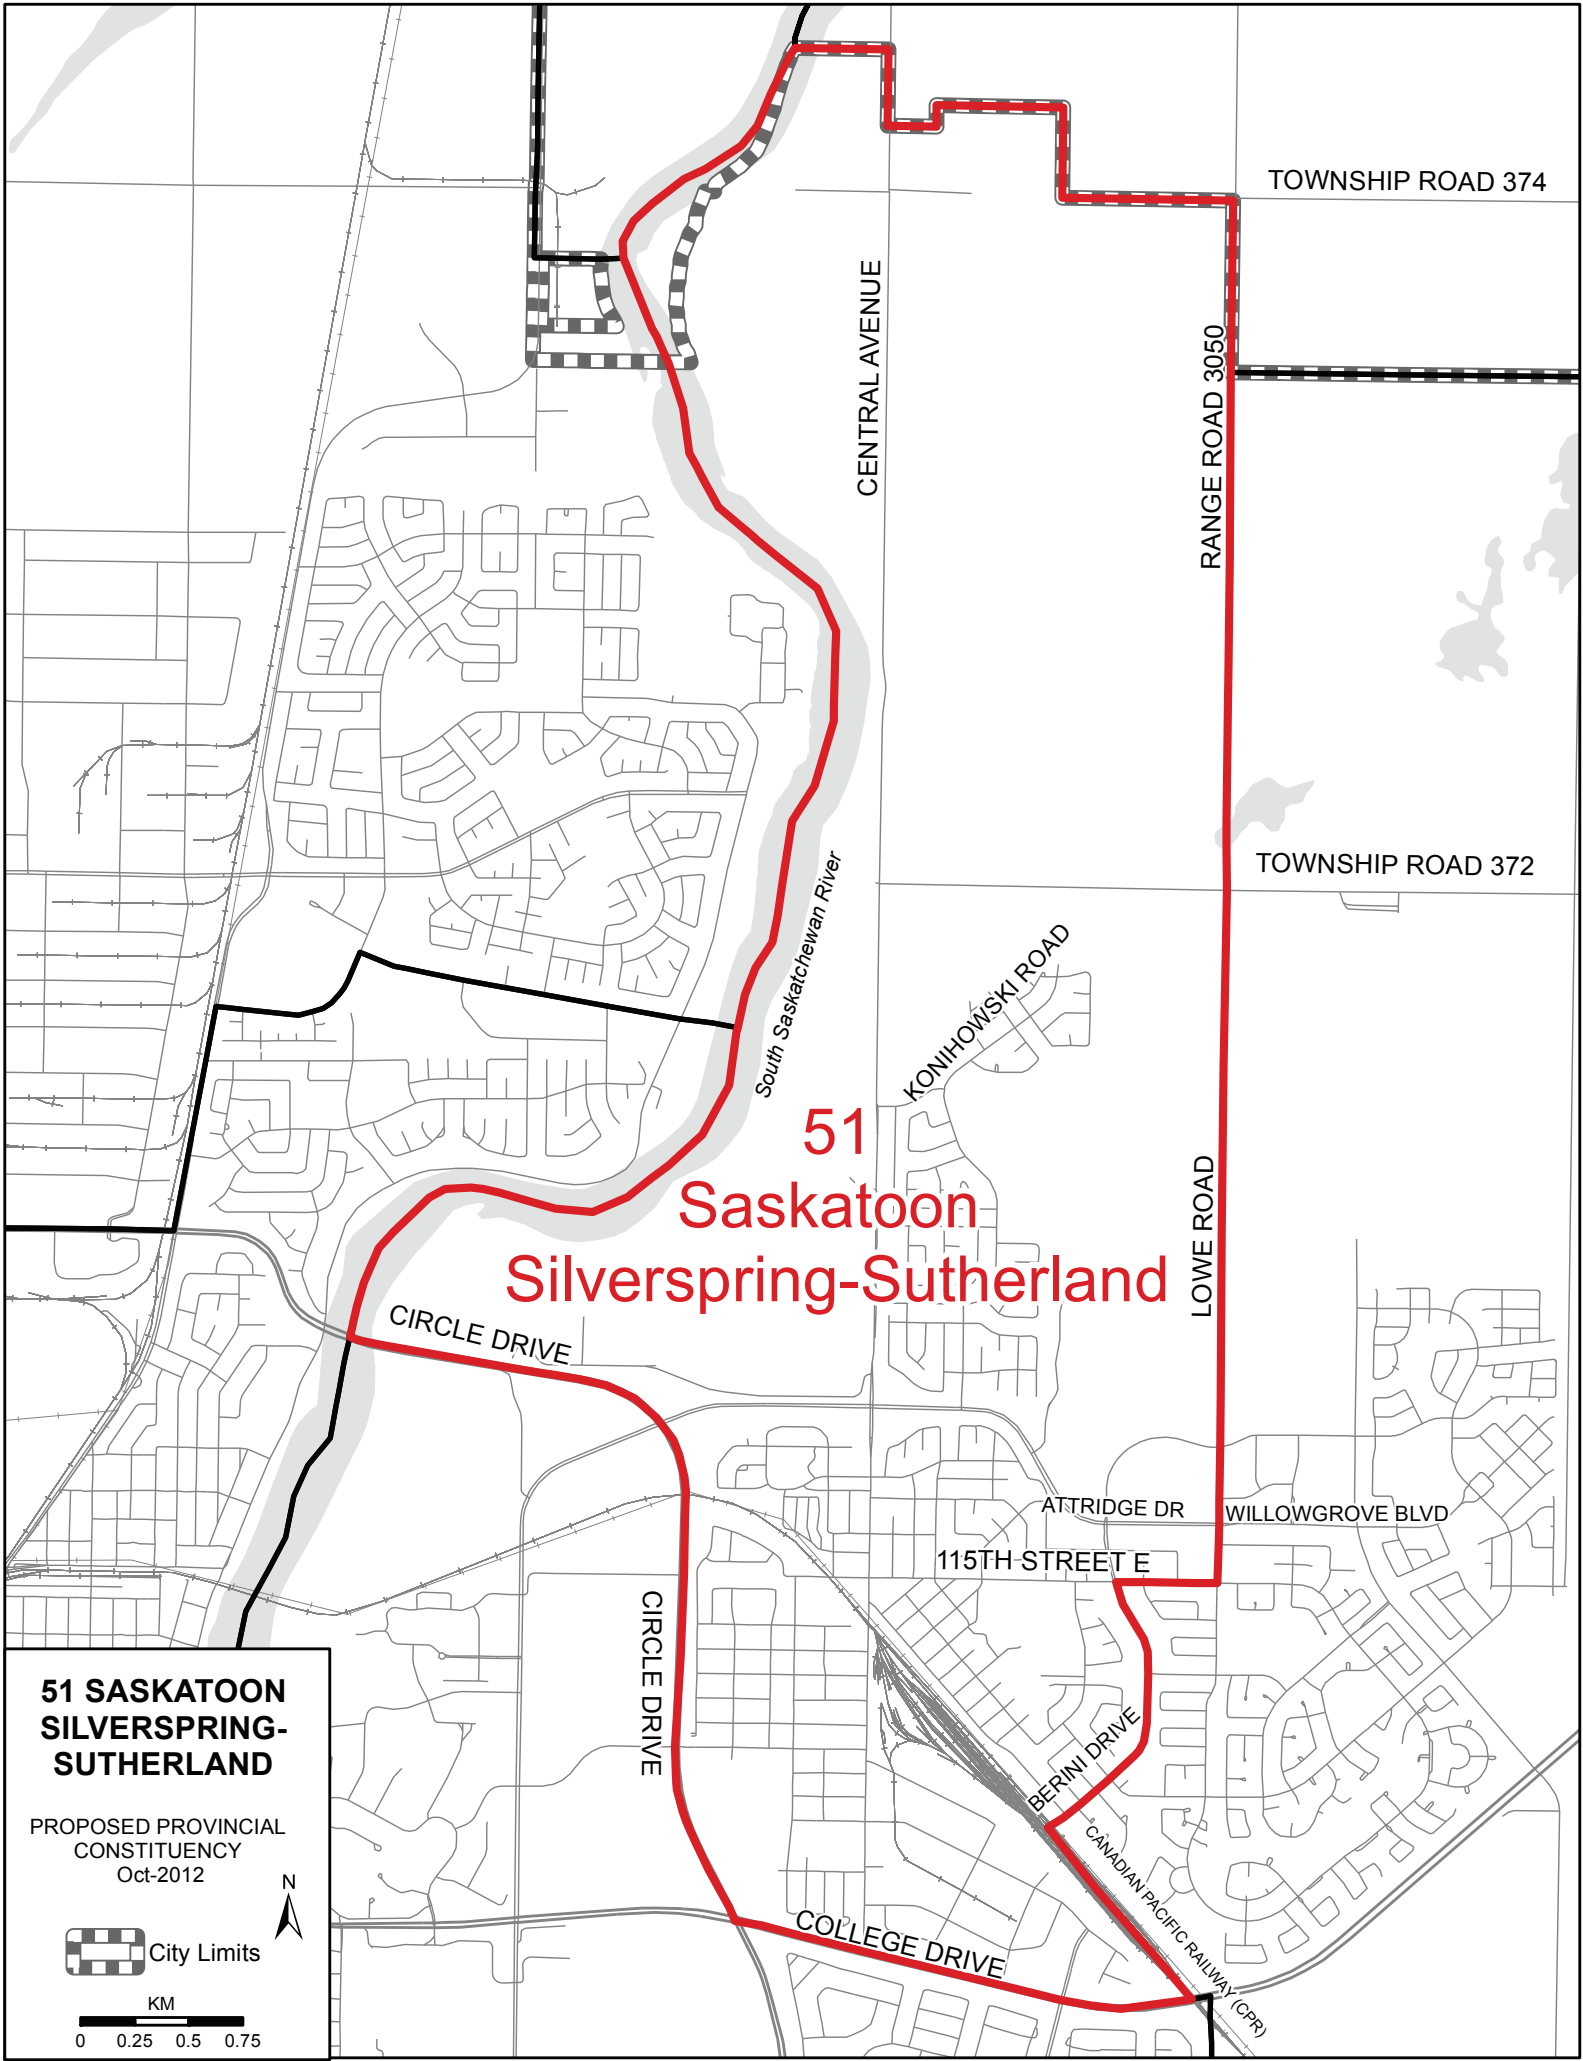 TOWNSHIP ROAD 374
CENTRAL AVENUE
RANGE ROAD 3050
TOWNSHIP ROAD 372
South Saskatchewan River
KONIHOWSKI ROAD
51
Saskatoon
Silverspring-Sutherland
LOWE ROAD
CIRCLE DRIVE
ATTRIDGE DR
WILLOWGROVE BLVD
115TH STREET E
CIRCLE DRIVE
BERINI DRIVE
CANADIAN PACIFIC RAILWAY (CPR)
COLLEGE DRIVE
51 SASKATOON
SILVERSPRING-
SUTHERLAND
PROPOSED PROVINCIAL
CONSTITUENCY
Oct-2012
N
City Limits
KM
0 0.25 0.5 0.75